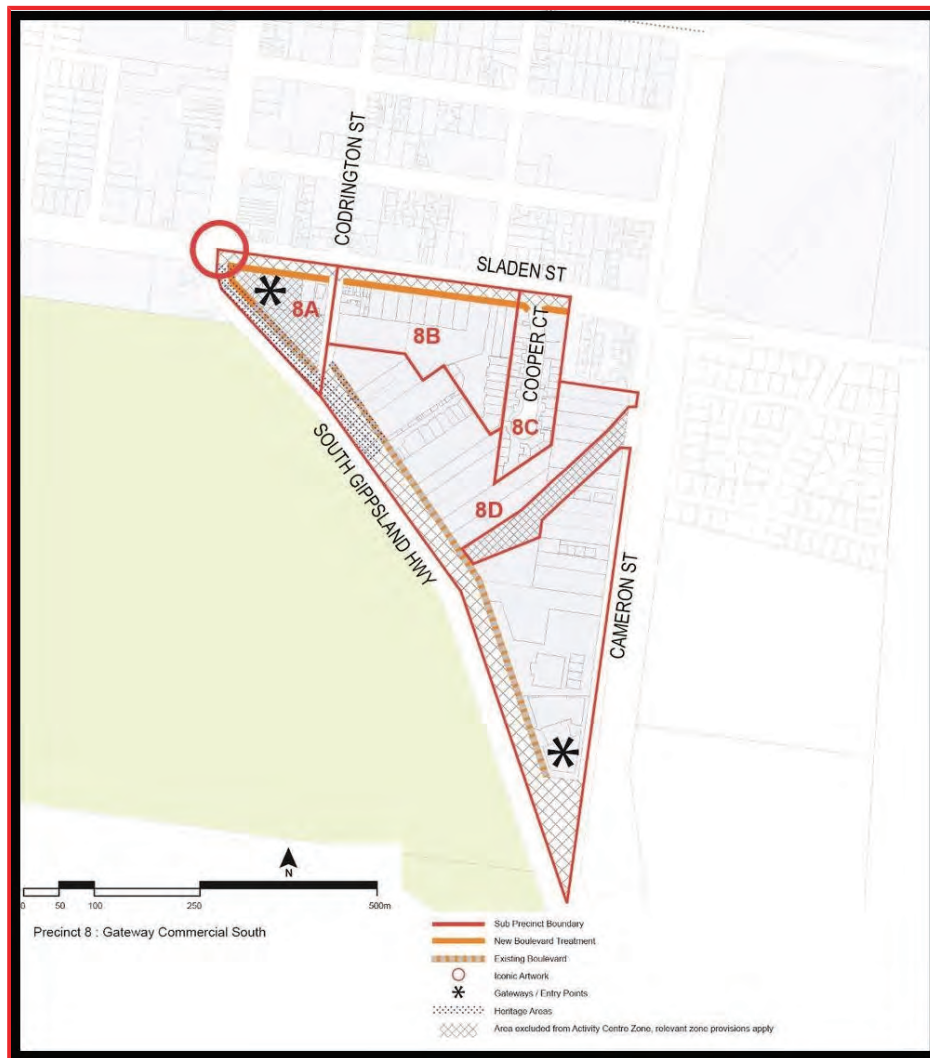 CODRINGTON ST
SLADEN ST
8A
8B
COOPER CT
8C
SOUTH GIPPSLAND HWY
8D
CAMERON ST
N
0 50 100 250 500m
Precinct 8 : Gateway Commercial South
Sub Precinct Boundary
New Boulevard Treatment
Existing Boulevard
Iconic Artwork
Gateways / Entry Points
Heritage Areas
Area excluded from Activity Centre Zone, relevant zone provisions apply